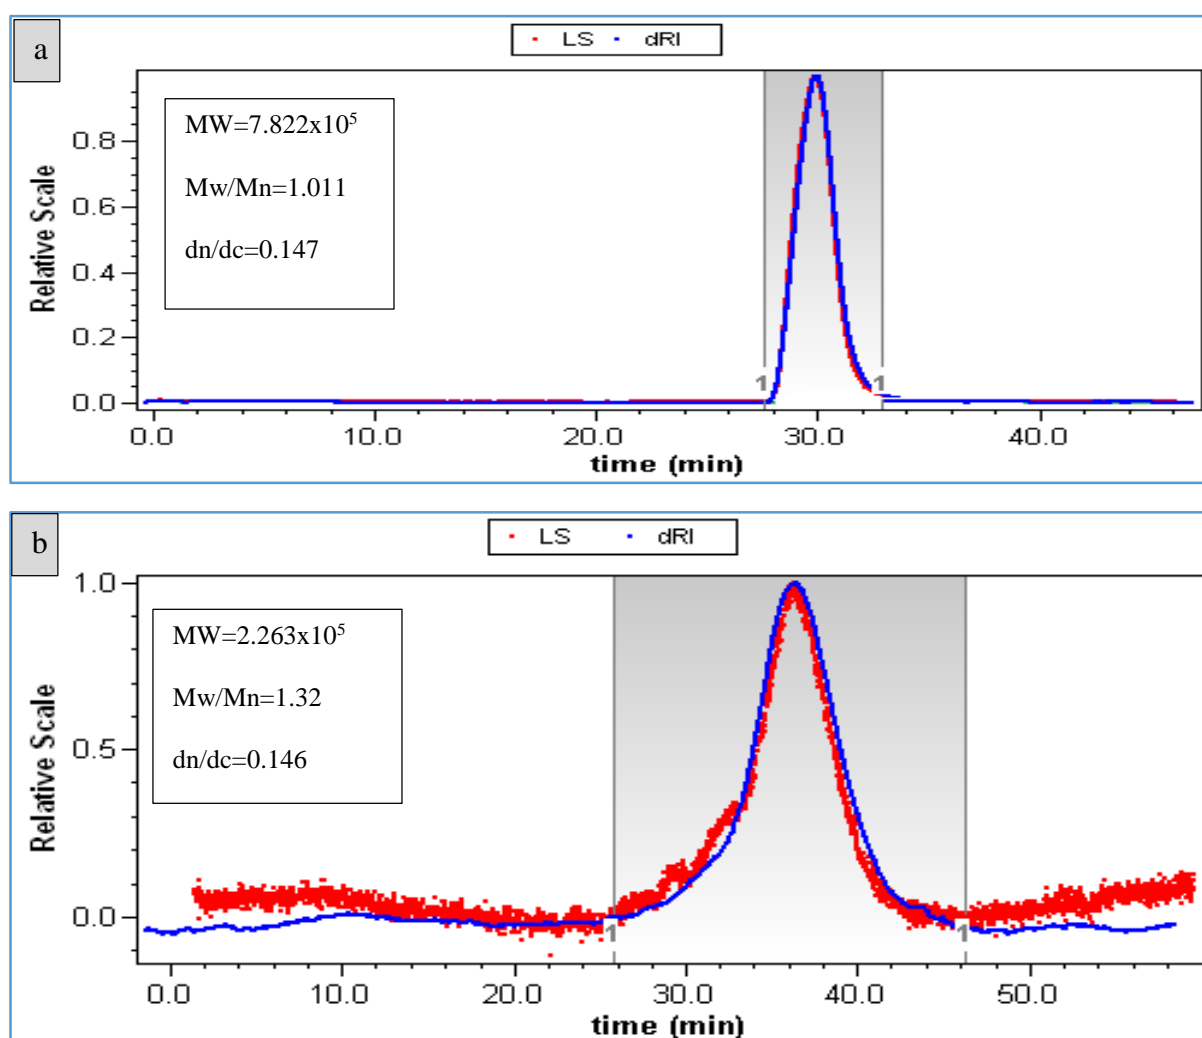 a
LS dRI
MW=7.822x10⁵
Mw/Mn=1.011
dn/dc=0.147
Relative Scale
0.8
0.6
0.4
0.2
0.0
1 1
0.0 10.0 20.0 30.0 40.0
time (min)
b
LS dRI
MW=2.263x10⁵
Mw/Mn=1.32
dn/dc=0.146
Relative Scale
1.0
0.5
0.0
1 1
0.0 10.0 20.0 30.0 40.0 50.0
time (min)